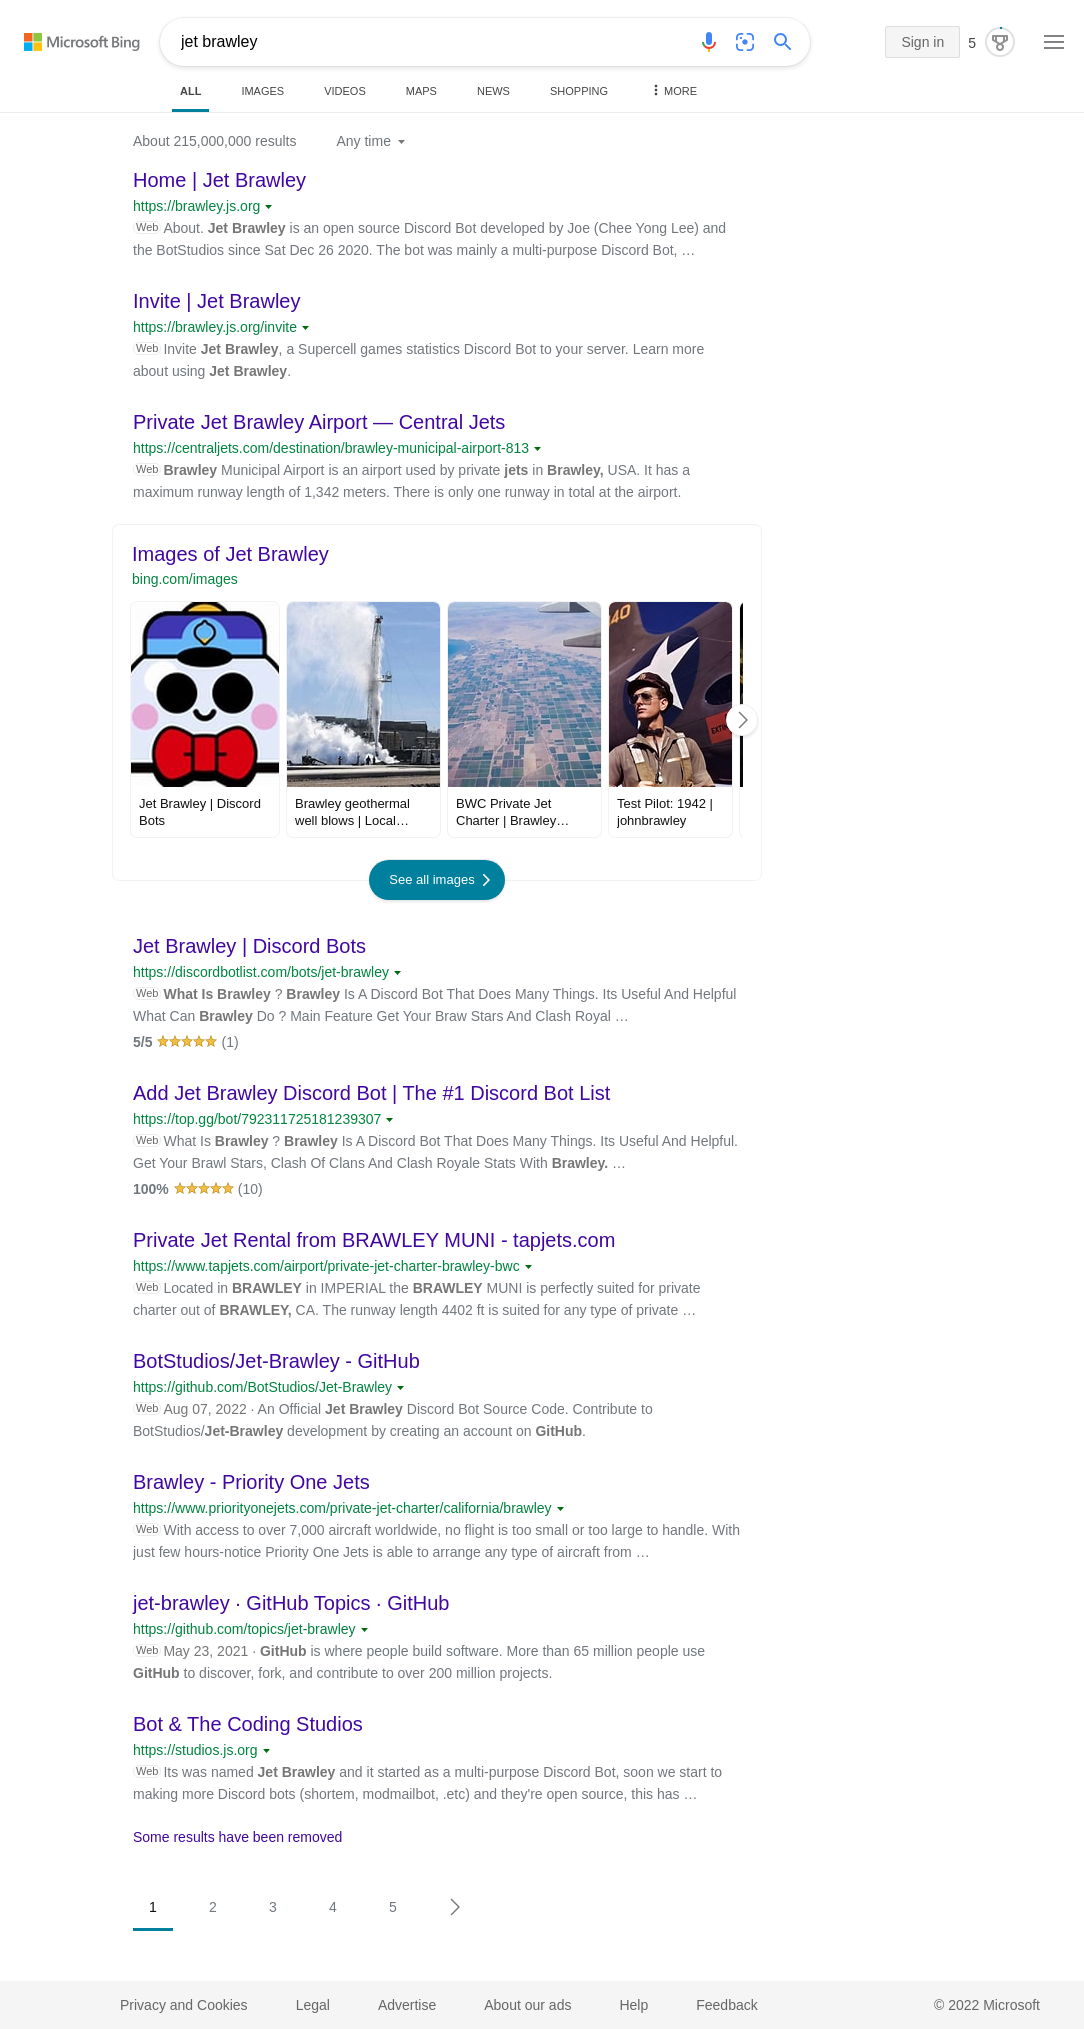 Microsoft Bing
jet brawley
Sign in
5
ALL
IMAGES
VIDEOS
MAPS
NEWS
SHOPPING
MORE
About 215,000,000 results
Any time
Home | Jet Brawley
https://brawley.js.org
Web About. Jet Brawley is an open source Discord Bot developed by Joe (Chee Yong Lee) and
the BotStudios since Sat Dec 26 2020. The bot was mainly a multi-purpose Discord Bot, …
Invite | Jet Brawley
https://brawley.js.org/invite
Web Invite Jet Brawley, a Supercell games statistics Discord Bot to your server. Learn more
about using Jet Brawley.
Private Jet Brawley Airport — Central Jets
https://centraljets.com/destination/brawley-municipal-airport-813
Web Brawley Municipal Airport is an airport used by private jets in Brawley, USA. It has a
maximum runway length of 1,342 meters. There is only one runway in total at the airport.
Images of Jet Brawley
bing.com/images
40
Jet Brawley | Discord
Bots
Brawley geothermal
well blows | Local…
BWC Private Jet
Charter | Brawley…
Test Pilot: 1942 |
johnbrawley
See all images
Jet Brawley | Discord Bots
https://discordbotlist.com/bots/jet-brawley
Web What Is Brawley ? Brawley Is A Discord Bot That Does Many Things. Its Useful And Helpful
What Can Brawley Do ? Main Feature Get Your Braw Stars And Clash Royal …
5/5 (1)
Add Jet Brawley Discord Bot | The #1 Discord Bot List
https://top.gg/bot/792311725181239307
Web What Is Brawley ? Brawley Is A Discord Bot That Does Many Things. Its Useful And Helpful.
Get Your Brawl Stars, Clash Of Clans And Clash Royale Stats With Brawley. …
100% (10)
Private Jet Rental from BRAWLEY MUNI - tapjets.com
https://www.tapjets.com/airport/private-jet-charter-brawley-bwc
Web Located in BRAWLEY in IMPERIAL the BRAWLEY MUNI is perfectly suited for private
charter out of BRAWLEY, CA. The runway length 4402 ft is suited for any type of private …
BotStudios/Jet-Brawley - GitHub
https://github.com/BotStudios/Jet-Brawley
Web Aug 07, 2022 · An Official Jet Brawley Discord Bot Source Code. Contribute to
BotStudios/Jet-Brawley development by creating an account on GitHub.
Brawley - Priority One Jets
https://www.priorityonejets.com/private-jet-charter/california/brawley
Web With access to over 7,000 aircraft worldwide, no flight is too small or too large to handle. With
just few hours-notice Priority One Jets is able to arrange any type of aircraft from …
jet-brawley · GitHub Topics · GitHub
https://github.com/topics/jet-brawley
Web May 23, 2021 · GitHub is where people build software. More than 65 million people use
GitHub to discover, fork, and contribute to over 200 million projects.
Bot & The Coding Studios
https://studios.js.org
Web Its was named Jet Brawley and it started as a multi-purpose Discord Bot, soon we start to
making more Discord bots (shortem, modmailbot, .etc) and they're open source, this has …
Some results have been removed
1
2
3
4
5
Privacy and Cookies
Legal
Advertise
About our ads
Help
Feedback
© 2022 Microsoft